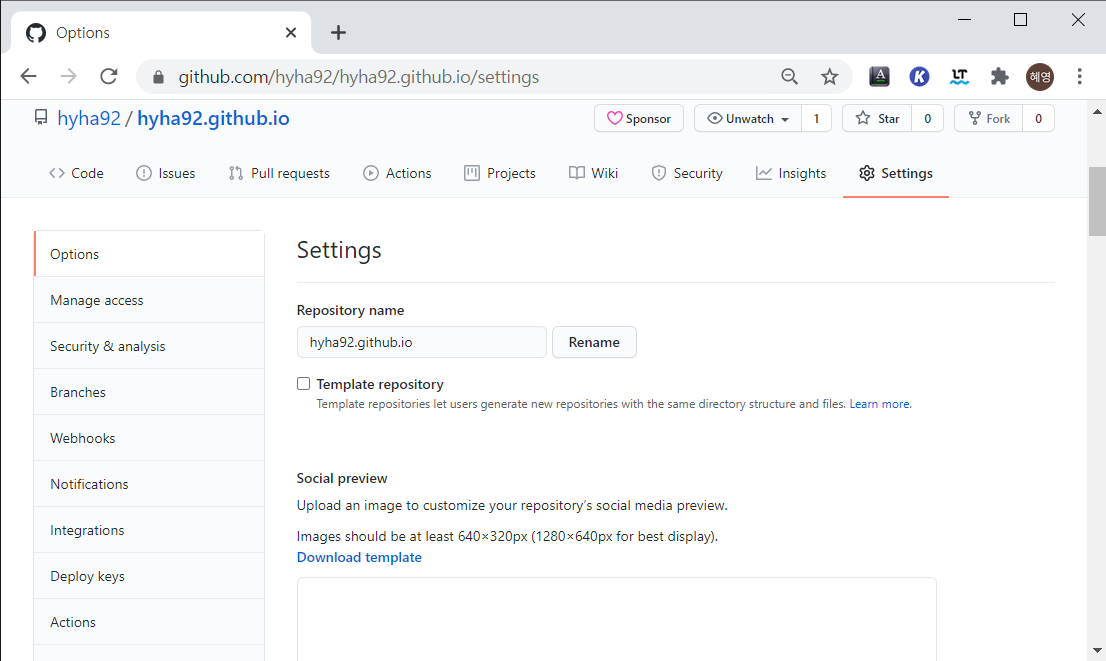 Options
github.com/hyha92/hyha92.github.io/settings
A
K
LT
혜영
hyha92 / hyha92.github.io
Sponsor
Unwatch
1
Star
0
Fork
0
Code
Issues
Pull requests
Actions
Projects
Wiki
Security
Insights
Settings
Options
Manage access
Security & analysis
Branches
Webhooks
Notifications
Integrations
Deploy keys
Actions
Settings
Repository name
hyha92.github.io
Rename
Template repository
Template repositories let users generate new repositories with the same directory structure and files. Learn more.
Social preview
Upload an image to customize your repository’s social media preview.
Images should be at least 640×320px (1280×640px for best display).
Download template